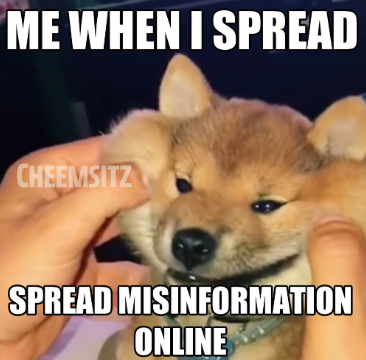 ME WHEN I SPREAD
CHEEMSITZ
SPREAD MISINFORMATION
ONLINE